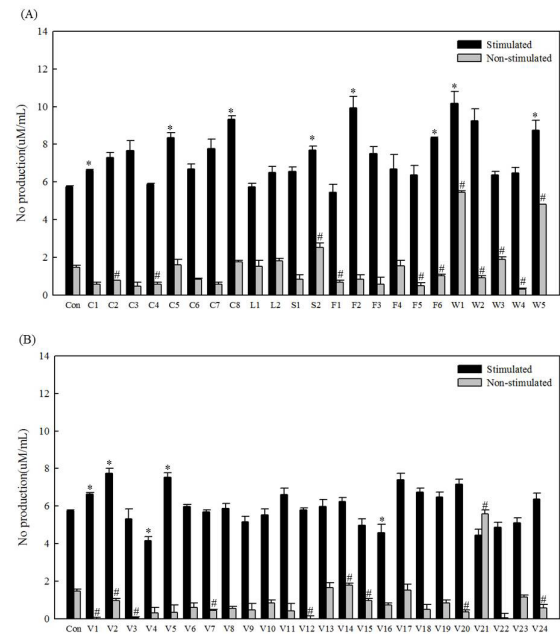 (A)
14
12
10
8
6
4
2
0
No production(uM/mL)
Stimulated
Non-stimulated
* * * * * * * *
# # # # # # # # # #
Con C1 C2 C3 C4 C5 C6 C7 C8 L1 L2 S1 S2 F1 F2 F3 F4 F5 F6 W1 W2 W3 W4 W5
(B)
14
12
10
8
6
4
2
0
No production(uM/mL)
Stimulated
Non-stimulated
* * * * *
# # # # # # # # # #
Con V1 V2 V3 V4 V5 V6 V7 V8 V9 V10 V11 V12 V13 V14 V15 V16 V17 V18 V19 V20 V21 V22 V23 V24